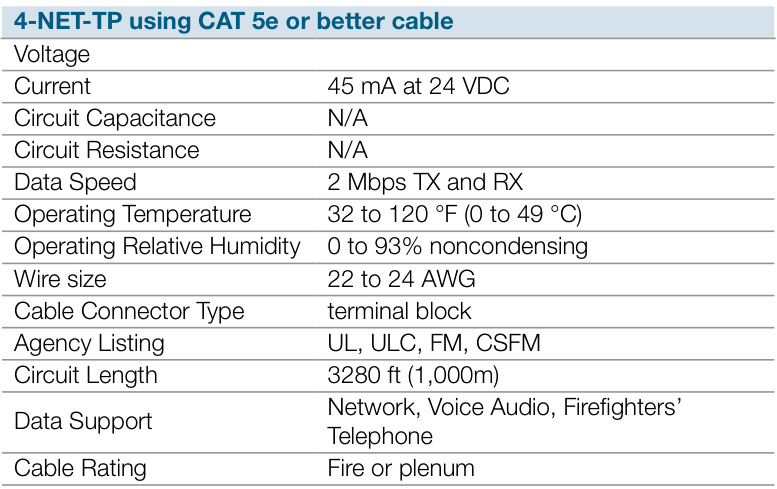 4-NET-TP using CAT 5e or better cable
Voltage
Current 45 mA at 24 VDC
Circuit Capacitance N/A
Circuit Resistance N/A
Data Speed 2 Mbps TX and RX
Operating Temperature 32 to 120 °F (0 to 49 °C)
Operating Relative Humidity 0 to 93% noncondensing
Wire size 22 to 24 AWG
Cable Connector Type terminal block
Agency Listing UL, ULC, FM, CSFM
Circuit Length 3280 ft (1,000m)
Data Support Network, Voice Audio, Firefighters’
Telephone
Cable Rating Fire or plenum